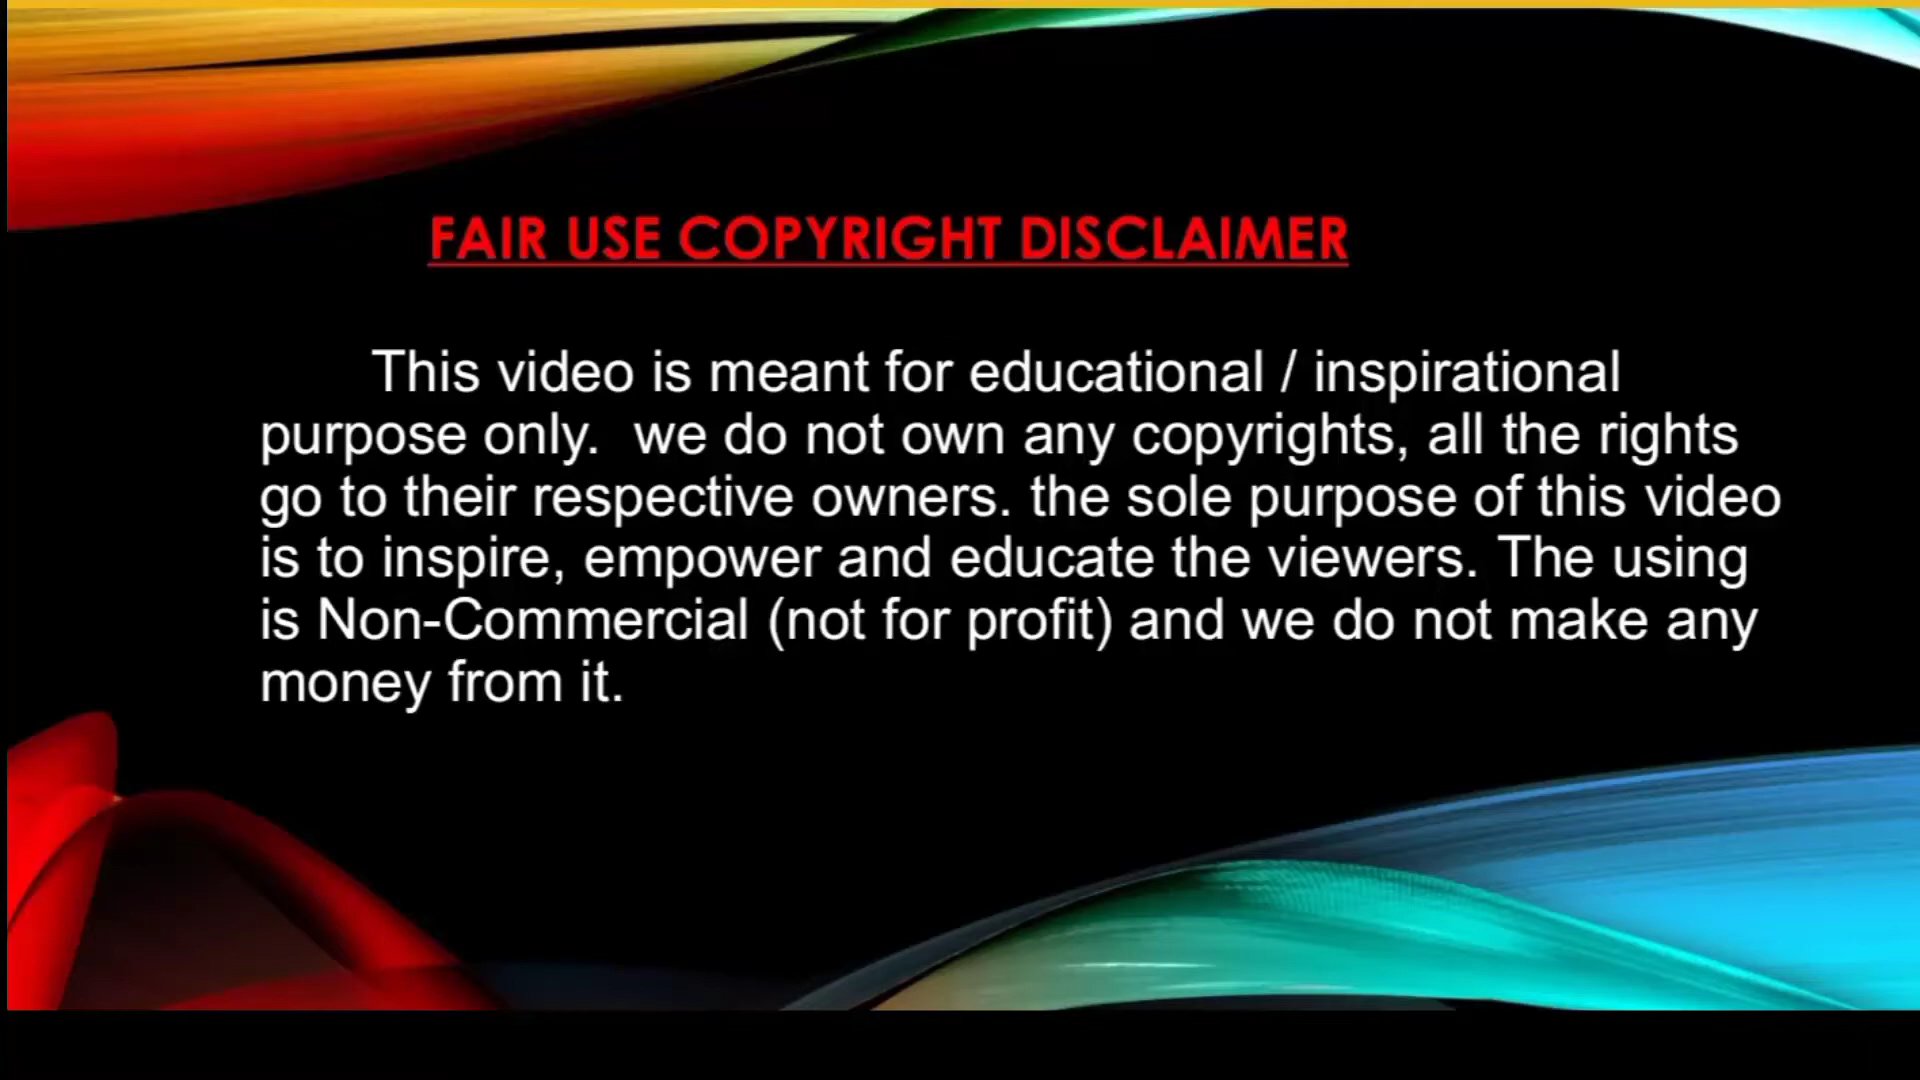 FAIR USE COPYRIGHT DISCLAIMER
This video is meant for educational / inspirational
purpose only.  we do not own any copyrights, all the rights
go to their respective owners. the sole purpose of this video
is to inspire, empower and educate the viewers. The using
is Non-Commercial (not for profit) and we do not make any
money from it.